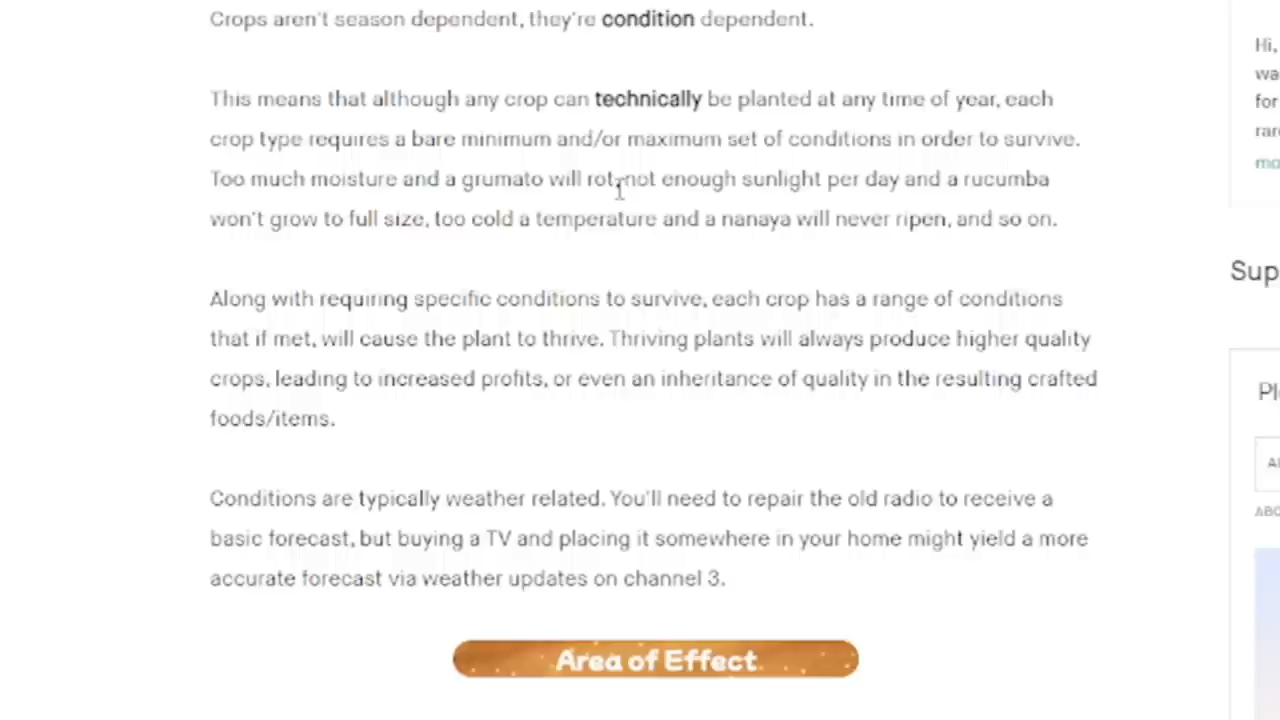 Crops aren't season dependent, they're condition dependent.
This means that although any crop can technically be planted at any time of year, each
crop type requires a bare minimum and/or maximum set of conditions in order to survive.
Too much moisture and a grumato will rot, not enough sunlight per day and a rucumba
won't grow to full size, too cold a temperature and a nanaya will never ripen, and so on.
Along with requiring specific conditions to survive, each crop has a range of conditions
that if met, will cause the plant to thrive. Thriving plants will always produce higher quality
crops, leading to increased profits, or even an inheritance of quality in the resulting crafted
foods/items.
Conditions are typically weather related. You'll need to repair the old radio to receive a
basic forecast, but buying a TV and placing it somewhere in your home might yield a more
accurate forecast via weather updates on channel 3.
Area of Effect
Hi,
wa
for
rar
mo
Sup
Ple
ABO